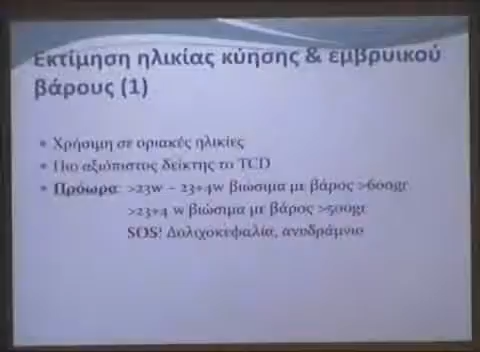 Εκτίμηση ηλικίας κύησης & εμβρυικού
βάρους (1)
Χρήσιμη σε οριακές ηλικίες
Πιο αξιόπιστος δείκτης το TCD
Πρόωρα: >23w – 23+4w βιώσιμα με βάρος >600gr
>23+4 w βιώσιμα με βάρος >500gr
SOS! Δολιχοκεφαλία, ανυδράμνιο